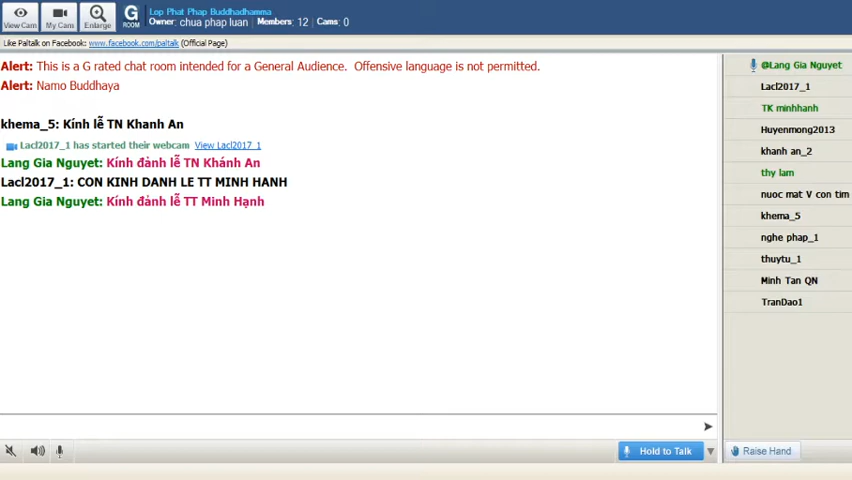 View Cam
My Cams
Enlarge
G
ROOM
Lop Phat Phap Buddhadhamma
Owner: chua phap luan Members: 12 Cams: 0
Like Paltalk on Facebook: www.facebook.com/paltalk (Official Page)
Alert: This is a G rated chat room intended for a General Audience. Offensive language is not permitted.
Alert: Namo Buddhaya
khema_5: Kính lễ TN Khanh An
Lacl2017_1 has started their webcam View Lacl2017_1
Lang Gia Nguyet: Kính đảnh lễ TN Khánh An
Lacl2017_1: CON KINH DANH LE TT MINH HANH
Lang Gia Nguyet: Kính đảnh lễ TT Minh Hạnh
@Lang Gia Nguyet
Lacl2017_1
TK minhhanh
Huyenmong2013
khanh an_2
thy lam
nuoc mat V con tim
khema_5
nghe phap_1
thuytu_1
Minh Tan QN
TranDao1
Hold to Talk
Raise Hand